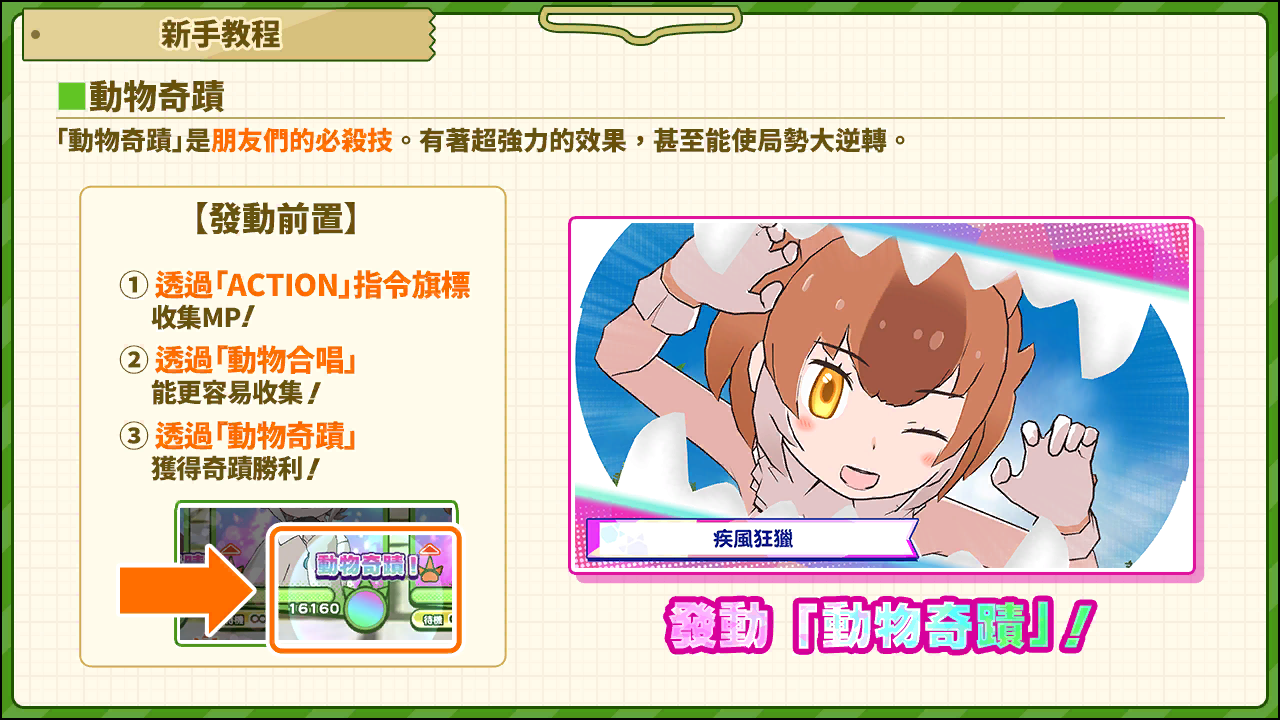 新手教程
動物奇蹟
「動物奇蹟」是朋友們的必殺技。有著超強力的效果，甚至能使局勢大逆轉。
【發動前置】
① 透過「ACTION」指令旗標
收集MP!
② 透過「動物合唱」
能更容易收集！
③ 透過「動物奇蹟」
獲得奇蹟勝利！
動物奇蹟！
16160
待機
疾風狂獵
發動「動物奇蹟」！